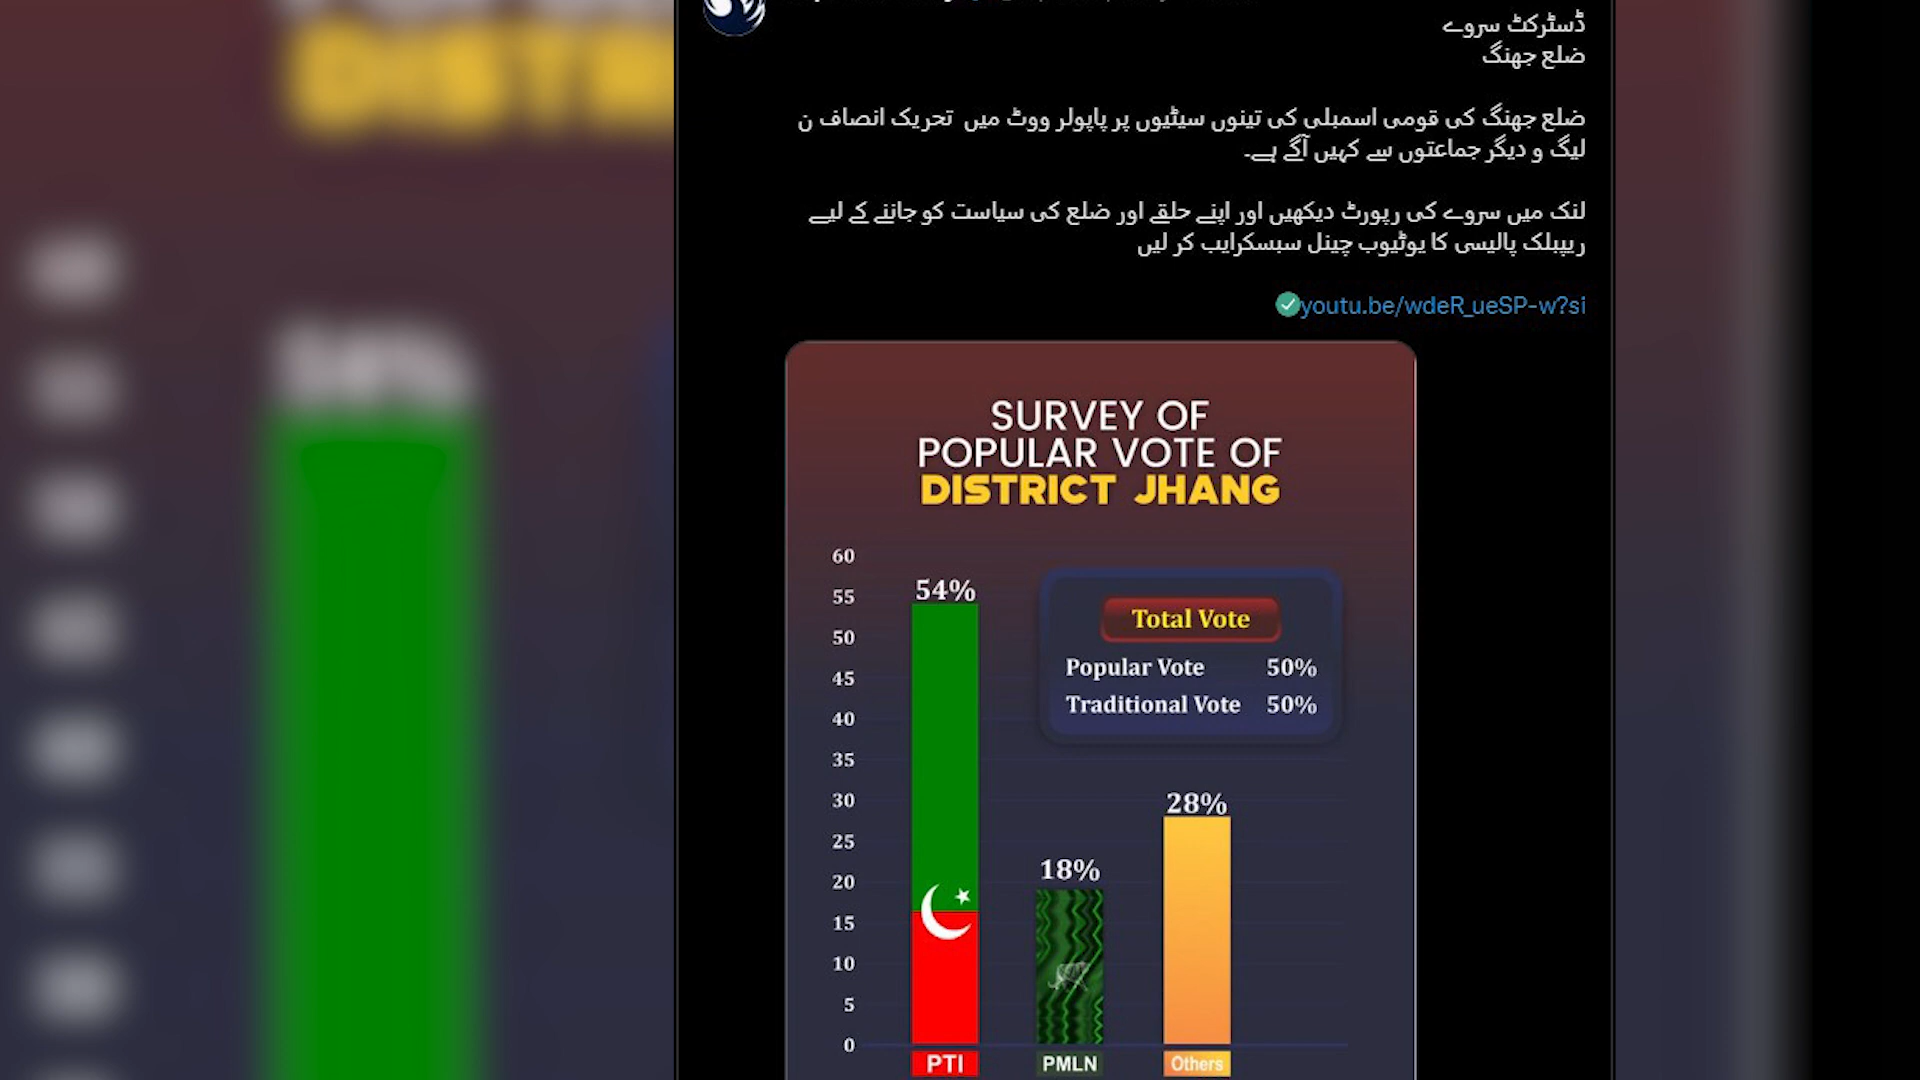 ڈسٹرکٹ سروے
ضلع جھنگ
ضلع جھنگ کی قومی اسمبلی کی تینوں سیٹیوں پر پاپولر ووٹ میں تحریک انصاف ن
لیگ و دیگر جماعتوں سے کہیں آگے ہے۔
لنک میں سروے کی رپورٹ دیکھیں اور اپنے حلقے اور ضلع کی سیاست کو جاننے کے لیے
ریپبلک پالیسی کا یوٹیوب چینل سبسکرایب کر لیں
youtu.be/wdeR_ueSP-w?si
SURVEY OF
POPULAR VOTE OF
DISTRICT JHANG
60
55
50
45
40
35
30
25
20
15
10
5
0
54%
18%
28%
Total Vote
Popular Vote 50%
Traditional Vote 50%
PTI
PMLN
Others